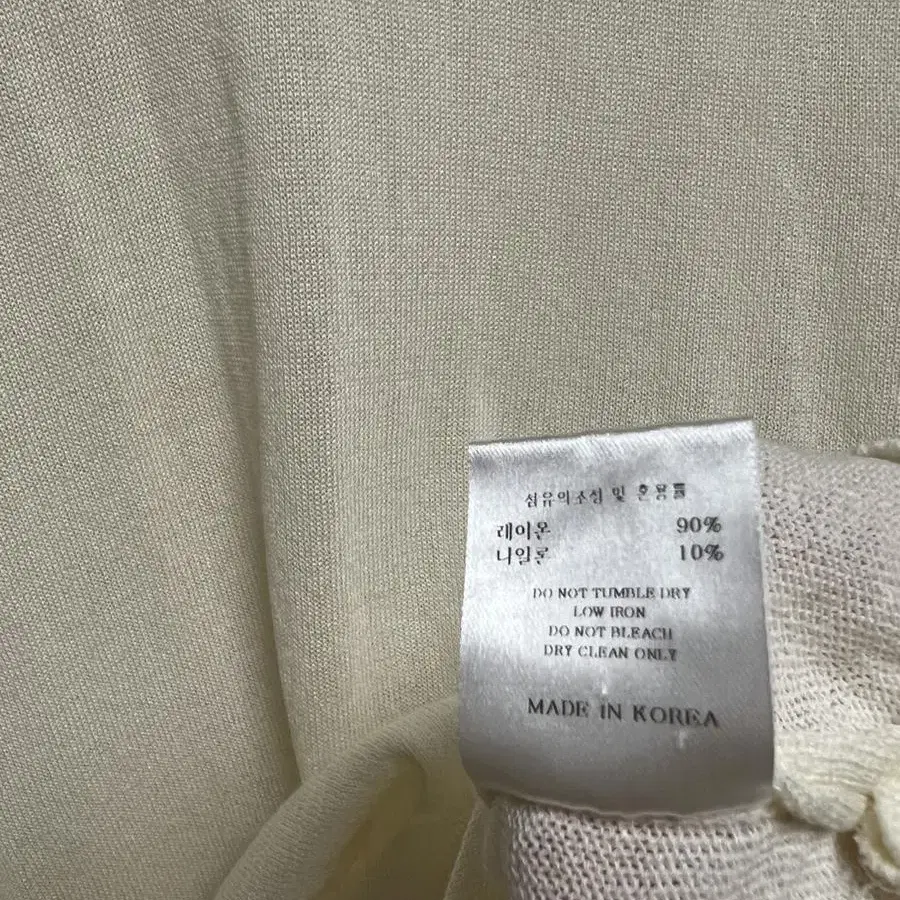 섬유의조성 및 혼용률
레이온 90%
나일론 10%
DO NOT TUMBLE DRY
LOW IRON
DO NOT BLEACH
DRY CLEAN ONLY
MADE IN KOREA